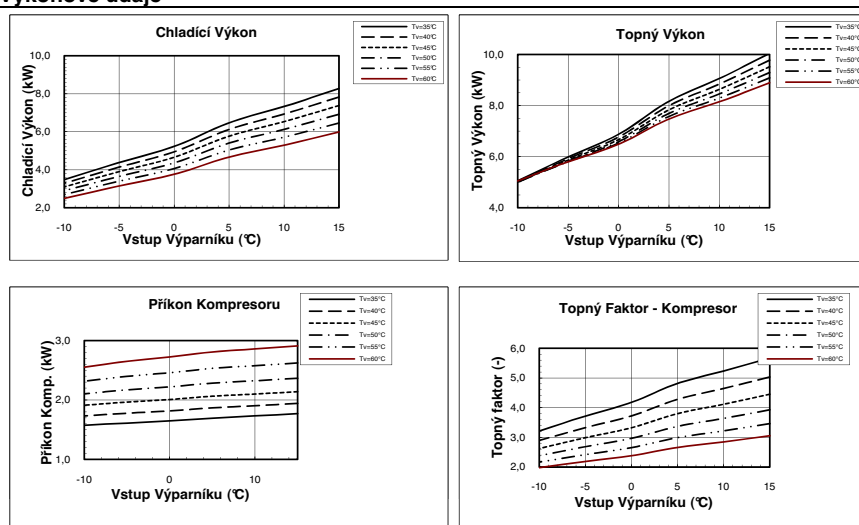 Výkonové údaje
Chladící Výkon
Tv=35°C
Tv=40°C
Tv=45°C
Tv=50°C
Tv=55°C
Tv=60°C
Chladící Výkon (kW)
10,0
8,0
6,0
4,0
2,0
-10 -5 0 5 10 15
Vstup Výparníku (°C)
Topný Výkon
Tv=35°C
Tv=40°C
Tv=45°C
Tv=50°C
Tv=55°C
Tv=60°C
Topný Výkon (kW)
10,0
8,0
6,0
4,0
-10 -5 0 5 10 15
Vstup Výparníku (°C)
Příkon Kompresoru
Tv=35°C
Tv=40°C
Tv=45°C
Tv=50°C
Tv=55°C
Tv=60°C
Příkon Komp. (kW)
3,0
2,0
1,0
-10 0 10
Vstup Výparníku (°C)
Topný Faktor - Kompresor
Tv=35°C
Tv=40°C
Tv=45°C
Tv=50°C
Tv=55°C
Tv=60°C
Topný faktor (-)
6,0
5,0
4,0
3,0
2,0
-10 -5 0 5 10 15
Vstup Výparníku (°C)